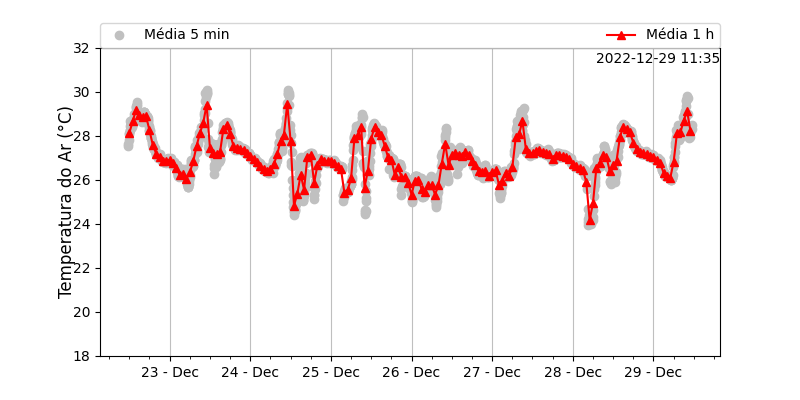 Média 5 min
Média 1 h
2022-12-29 11:35
Temperatura do Ar (°C)
32
30
28
26
24
22
20
18
23 - Dec
24 - Dec
25 - Dec
26 - Dec
27 - Dec
28 - Dec
29 - Dec